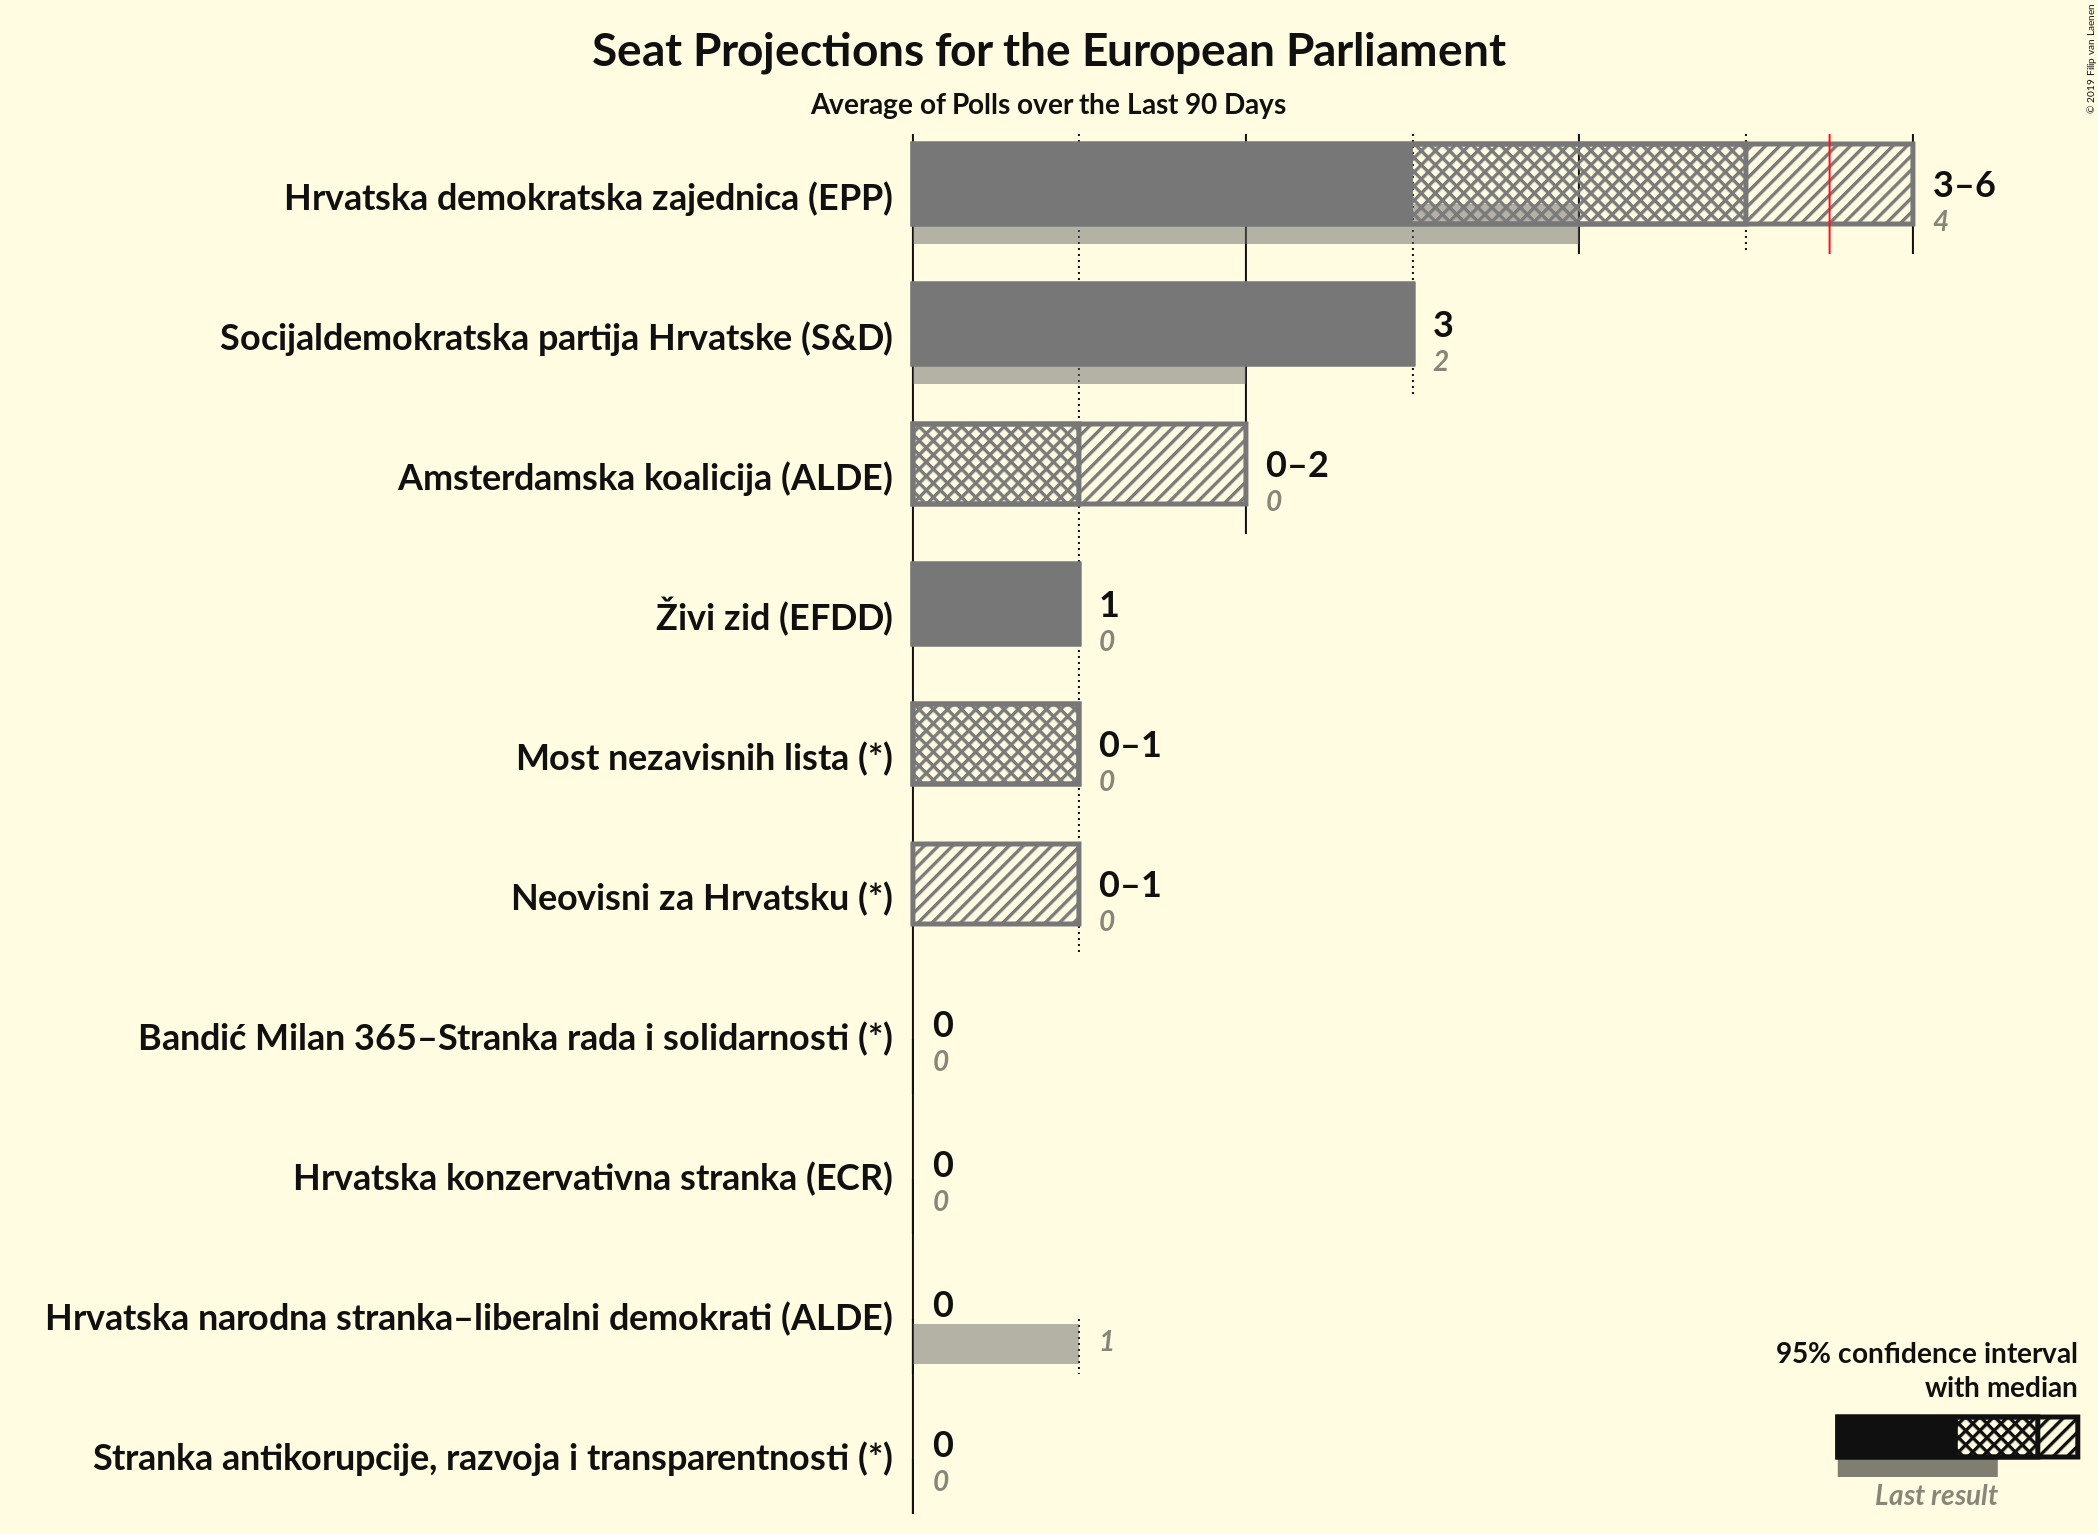 Seat Projections for the European Parliament
Average of Polls over the Last 90 Days
© 2019 Filip van Laenen
Hrvatska demokratska zajednica (EPP)
3–6
4
Socijaldemokratska partija Hrvatske (S&D)
3
2
Amsterdamska koalicija (ALDE)
0–2
0
Živi zid (EFDD)
1
0
Most nezavisnih lista (*)
0–1
0
Neovisni za Hrvatsku (*)
0–1
0
Bandić Milan 365–Stranka rada i solidarnosti (*)
0
0
Hrvatska konzervativna stranka (ECR)
0
0
Hrvatska narodna stranka–liberalni demokrati (ALDE)
0
1
Stranka antikorupcije, razvoja i transparentnosti (*)
0
0
95% confidence interval
with median
Last result